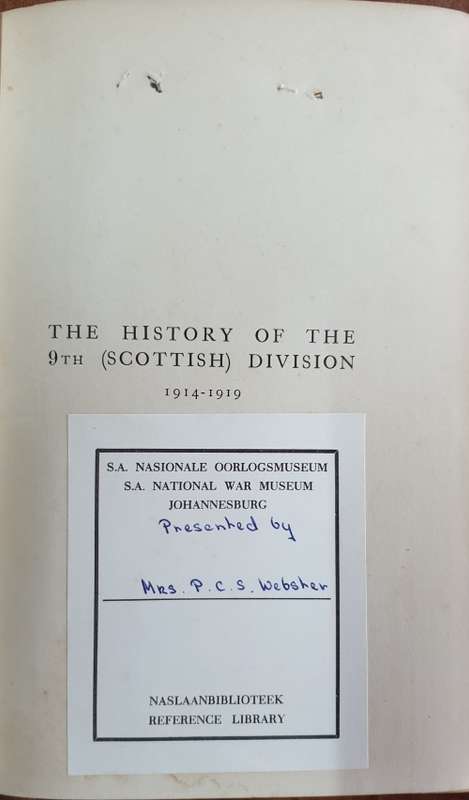 THE HISTORY OF THE
9TH (SCOTTISH) DIVISION
1914-1919
S.A. NASIONALE OORLOGSMUSEUM
S.A. NATIONAL WAR MUSEUM
JOHANNESBURG
Presented by
Mrs. P. C. S. Webster
NASLAANBIBLIOTEEK
REFERENCE LIBRARY